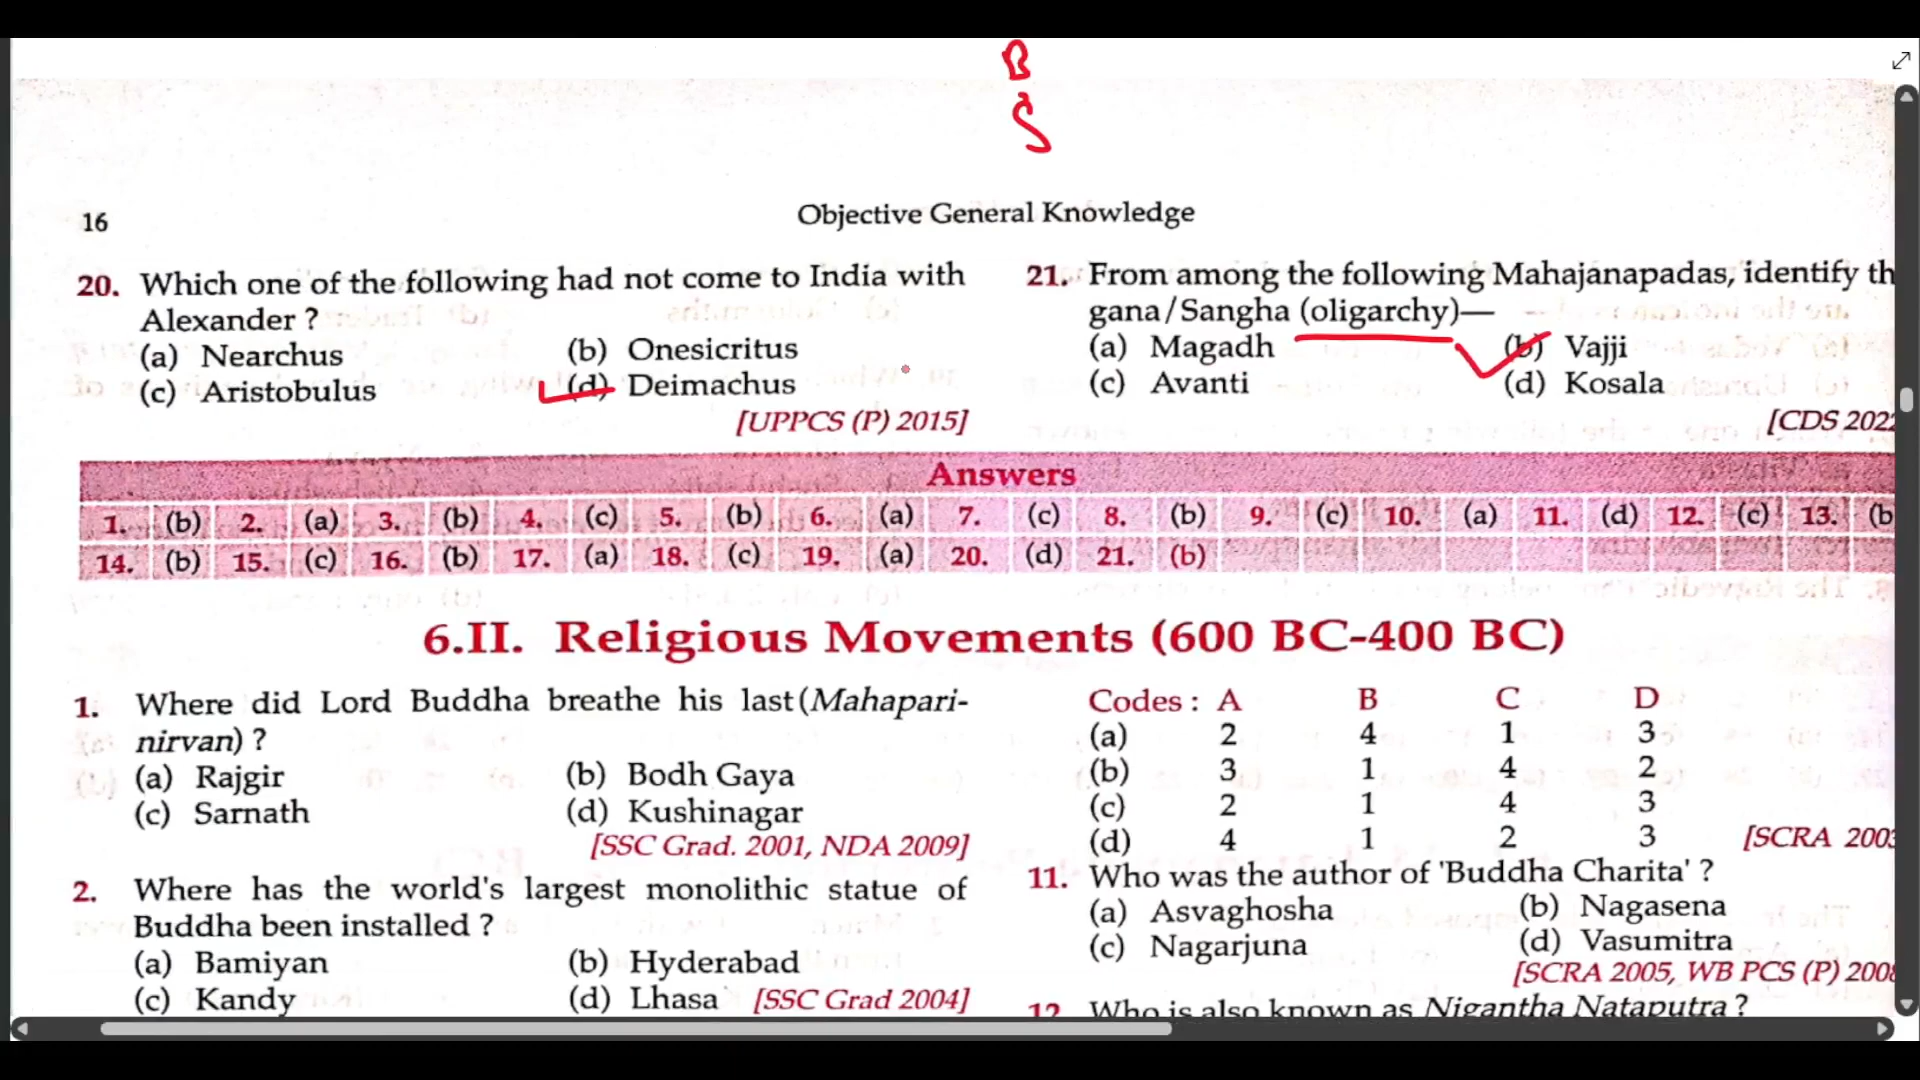 B
S
16
Objective General Knowledge
20. Which one of the following had not come to India with
Alexander ?
(a) Nearchus (b) Onesicritus
(c) Aristobulus (d) Deimachus
[UPPCS (P) 2015]
21. From among the following Mahajanapadas, identify th
gana/Sangha (oligarchy)—
(a) Magadh (b) Vajji
(c) Avanti (d) Kosala
[CDS 2022
Answers
1. (b) 2. (a) 3. (b) 4. (c) 5. (b) 6. (a) 7. (c) 8. (b) 9. (c) 10. (a) 11. (d) 12. (c) 13. (b
14. (b) 15. (c) 16. (b) 17. (a) 18. (c) 19. (a) 20. (d) 21. (b)
6.II. Religious Movements (600 BC-400 BC)
1. Where did Lord Buddha breathe his last (Mahapari-
nirvan) ?
(a) Rajgir (b) Bodh Gaya
(c) Sarnath (d) Kushinagar
[SSC Grad. 2001, NDA 2009]
2. Where has the world's largest monolithic statue of
Buddha been installed ?
(a) Bamiyan (b) Hyderabad
(c) Kandy (d) Lhasa [SSC Grad 2004]
Codes : A B C D
(a) 2 4 1 3
(b) 3 1 4 2
(c) 2 1 4 3
(d) 4 1 2 3 [SCRA 2003
11. Who was the author of 'Buddha Charita' ?
(a) Asvaghosha (b) Nagasena
(c) Nagarjuna (d) Vasumitra
[SCRA 2005, WB PCS (P) 2008
12 Who is also known as Nigantha Nataputra ?